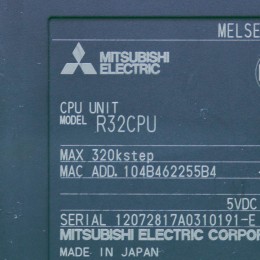 MELSE
MITSUBISHI
ELECTRIC
CPU UNIT
MODEL R32CPU
MAX 320kstep
MAC ADD. 104B462255B4
5VDC
SERIAL 12072817A0310191-E
MITSUBISHI ELECTRIC CORPOR
MADE IN JAPAN